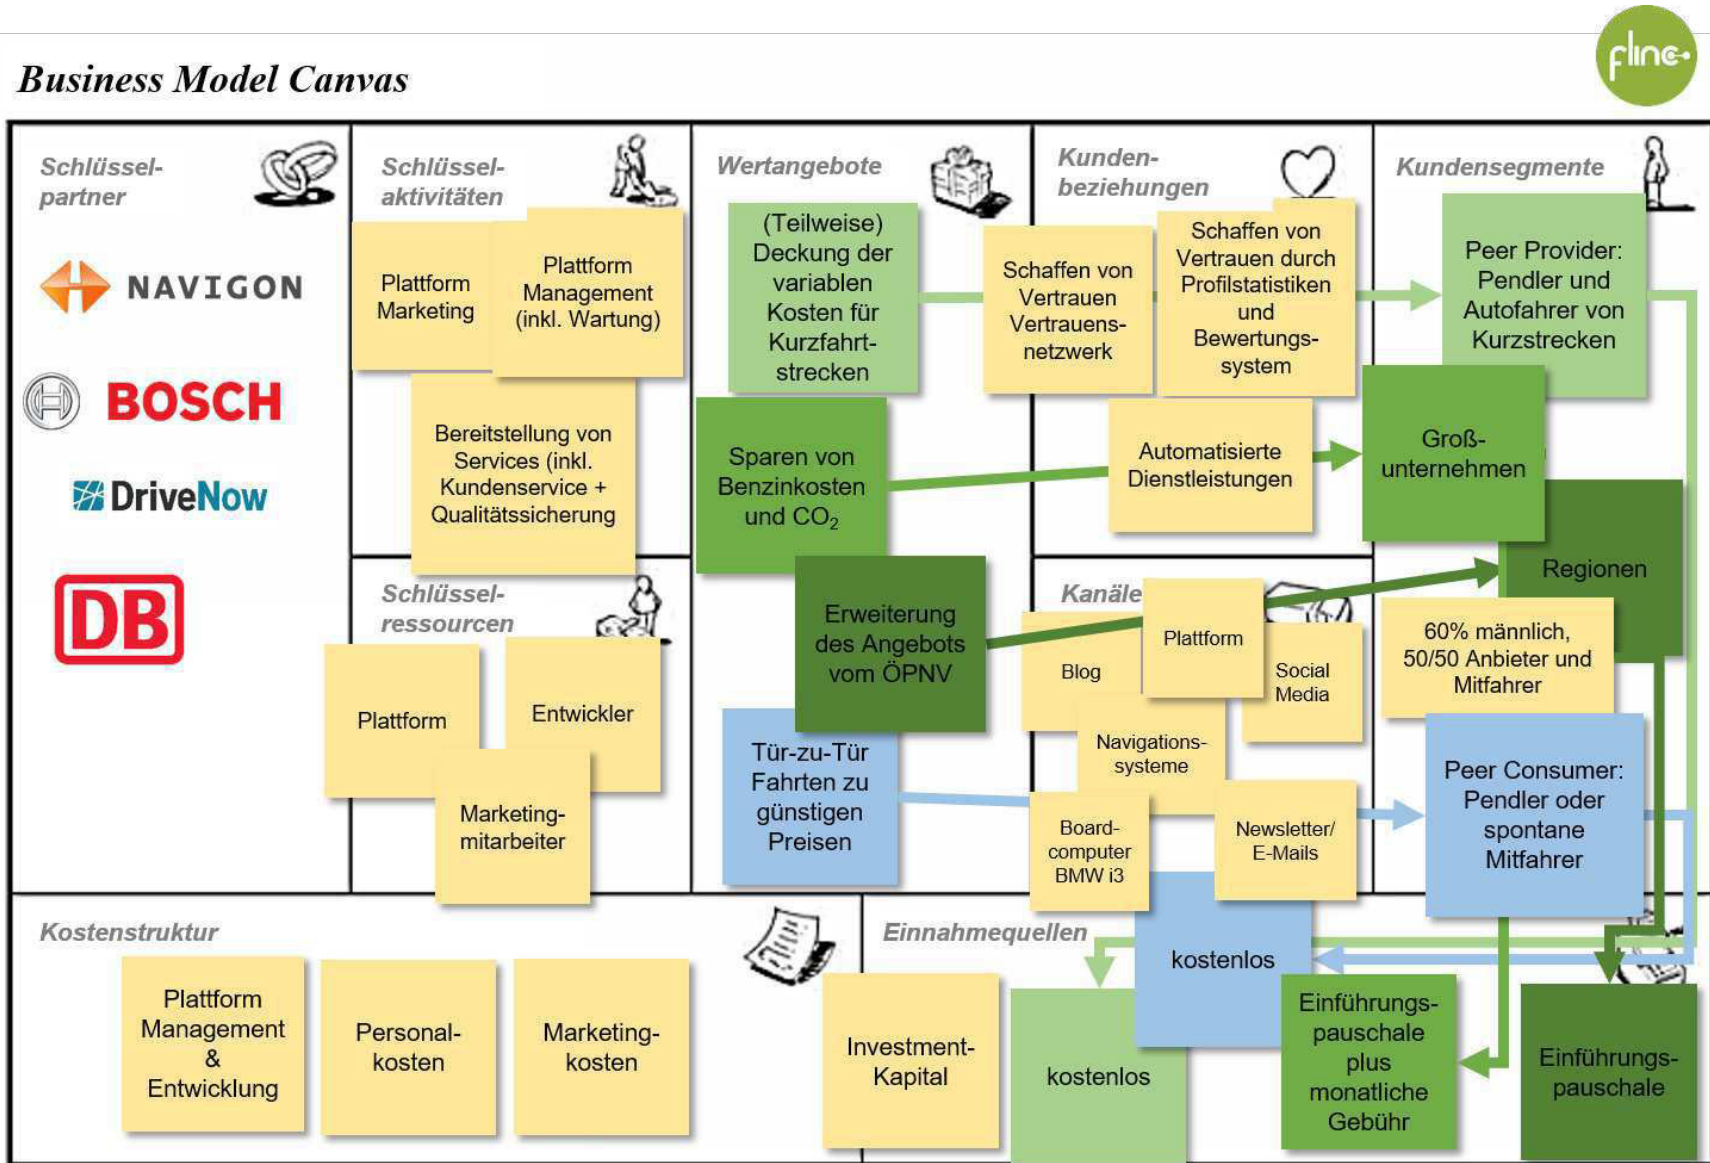 flinc
Business Model Canvas
Schlüssel-
partner
NAVIGON
BOSCH
DriveNow
DB
Schlüssel-
aktivitäten
Plattform
Marketing
Plattform
Management
(inkl. Wartung)
Bereitstellung von
Services (inkl.
Kundenservice +
Qualitätssicherung
Schlüssel-
ressourcen
Plattform
Entwickler
Marketing-
mitarbeiter
Wertangebote
(Teilweise)
Deckung der
variablen
Kosten für
Kurzfahrt-
strecken
Sparen von
Benzinkosten
und CO₂
Erweiterung
des Angebots
vom ÖPNV
Tür-zu-Tür
Fahrten zu
günstigen
Preisen
Kunden-
beziehungen
Schaffen von
Vertrauen
Vertrauens-
netzwerk
Schaffen von
Vertrauen durch
Profilstatistiken
und
Bewertungs-
system
Automatisierte
Dienstleistungen
Kanäle
Plattform
Blog
Social
Media
Navigations-
systeme
Board-
computer
BMW i3
Newsletter/
E-Mails
Kundensegmente
Peer Provider:
Pendler und
Autofahrer von
Kurzstrecken
Groß-
unternehmen
Regionen
60% männlich,
50/50 Anbieter und
Mitfahrer
Peer Consumer:
Pendler oder
spontane
Mitfahrer
Kostenstruktur
Plattform
Management
&
Entwicklung
Personal-
kosten
Marketing-
kosten
Einnahmequellen
Investment-
Kapital
kostenlos
kostenlos
Einführungs-
pauschale
plus
monatliche
Gebühr
Einführungs-
pauschale